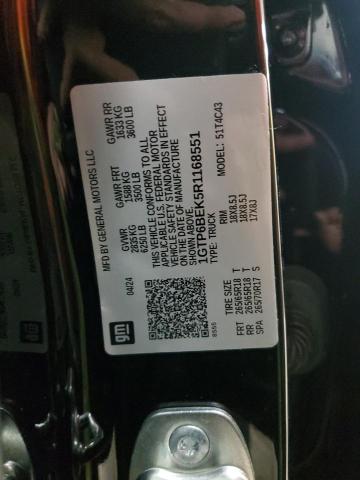 gm
MFD BY GENERAL MOTORS LLC
04/24
GVWR GAWR FRT GAWR RR
2835 KG 1588 KG 1633 KG
6250 LB 3500 LB 3600 LB
THIS VEHICLE CONFORMS TO ALL
APPLICABLE U.S. FEDERAL MOTOR
VEHICLE SAFETY STANDARDS IN EFFECT
ON THE DATE OF MANUFACTURE
SHOWN ABOVE.
1GTP6BEK5R1168551
TYPE: TRUCK MODEL: 51T4C43
8555
TIRE SIZE RIM
FRT 265/65R18 T 18X8.5J
RR 265/65R18 T 18X8.5J
SPA 265/70R17 S 17X8J